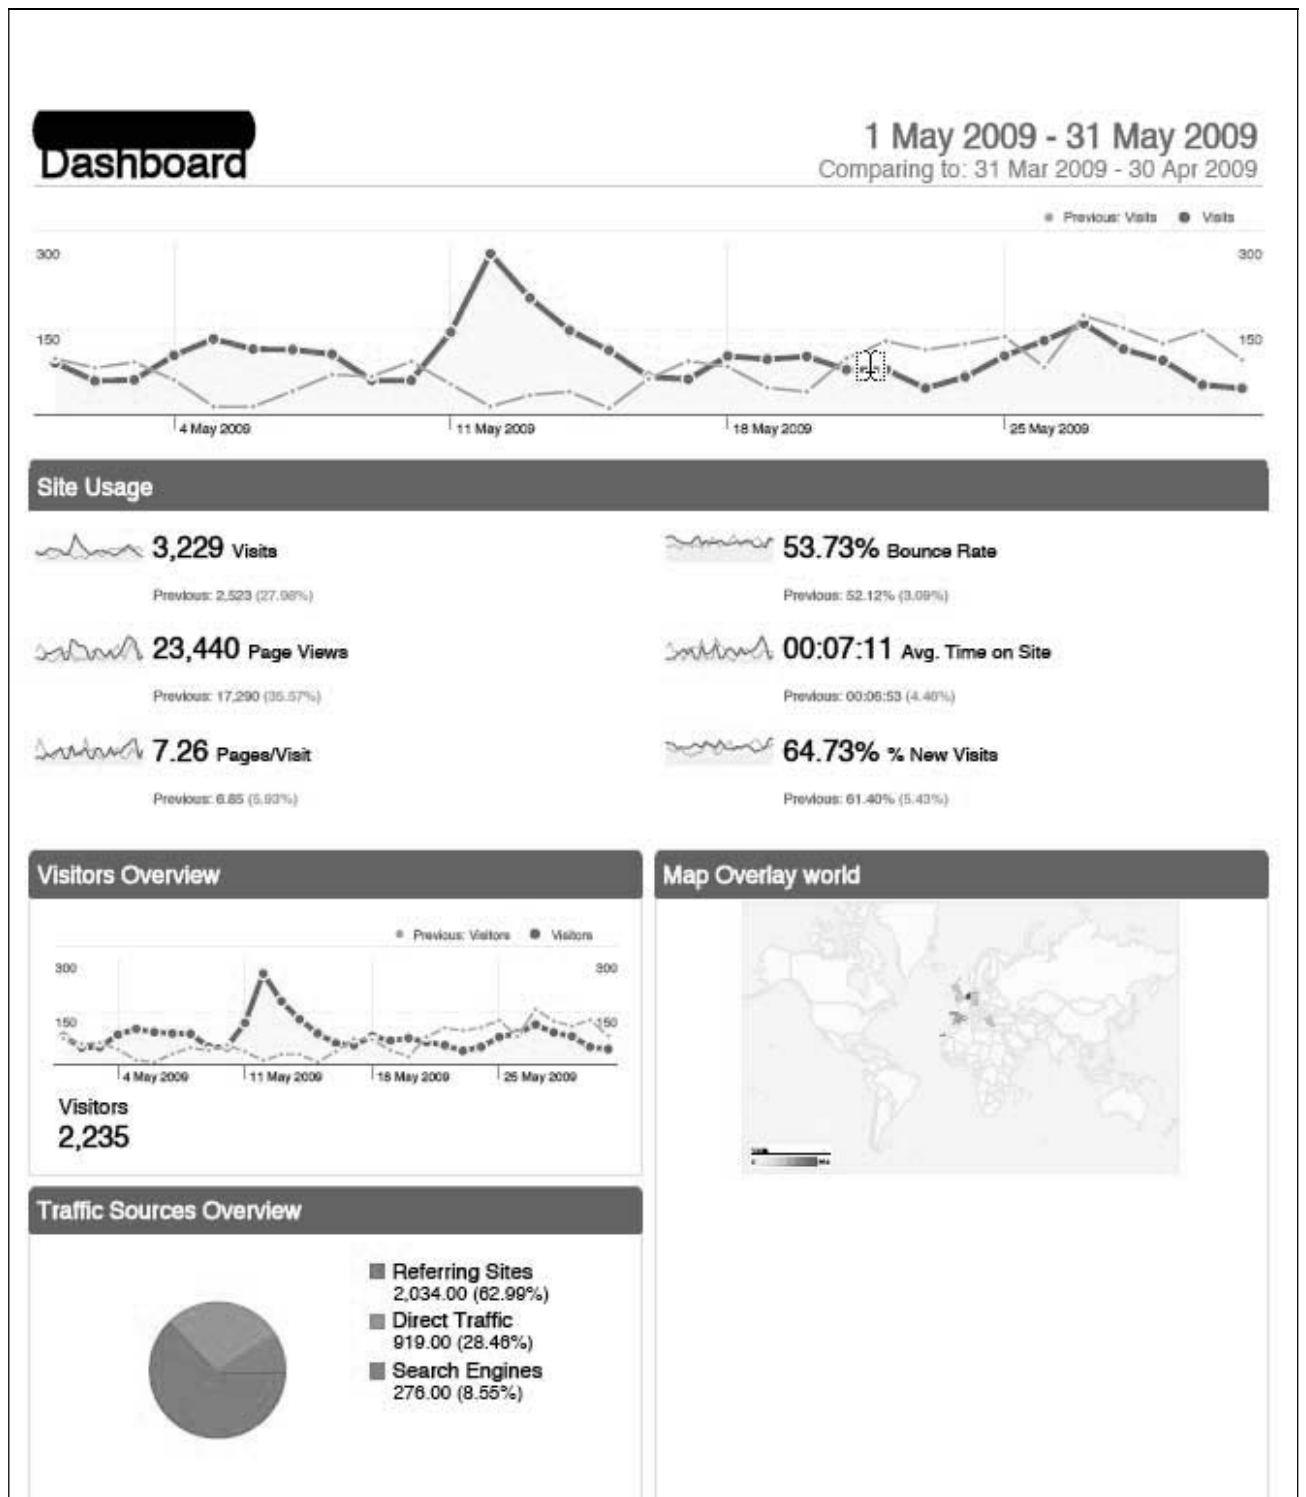 Dashboard
1 May 2009 - 31 May 2009
Comparing to: 31 Mar 2009 - 30 Apr 2009
Previous: Visits Visits
300 300
150 150
4 May 2009 11 May 2009 18 May 2009 25 May 2009
Site Usage
3,229 Visits
Previous: 2,523 (27.98%)
53.73% Bounce Rate
Previous: 52.12% (3.09%)
23,440 Page Views
Previous: 17,290 (35.57%)
00:07:11 Avg. Time on Site
Previous: 00:06:53 (4.46%)
7.26 Pages/Visit
Previous: 6.85 (5.93%)
64.73% % New Visits
Previous: 61.40% (5.43%)
Visitors Overview
Previous: Visitors Visitors
300 300
150 150
4 May 2009 11 May 2009 18 May 2009 25 May 2009
Visitors
2,235
Map Overlay world
Traffic Sources Overview
Referring Sites
2,034.00 (62.99%)
Direct Traffic
919.00 (28.46%)
Search Engines
276.00 (8.55%)